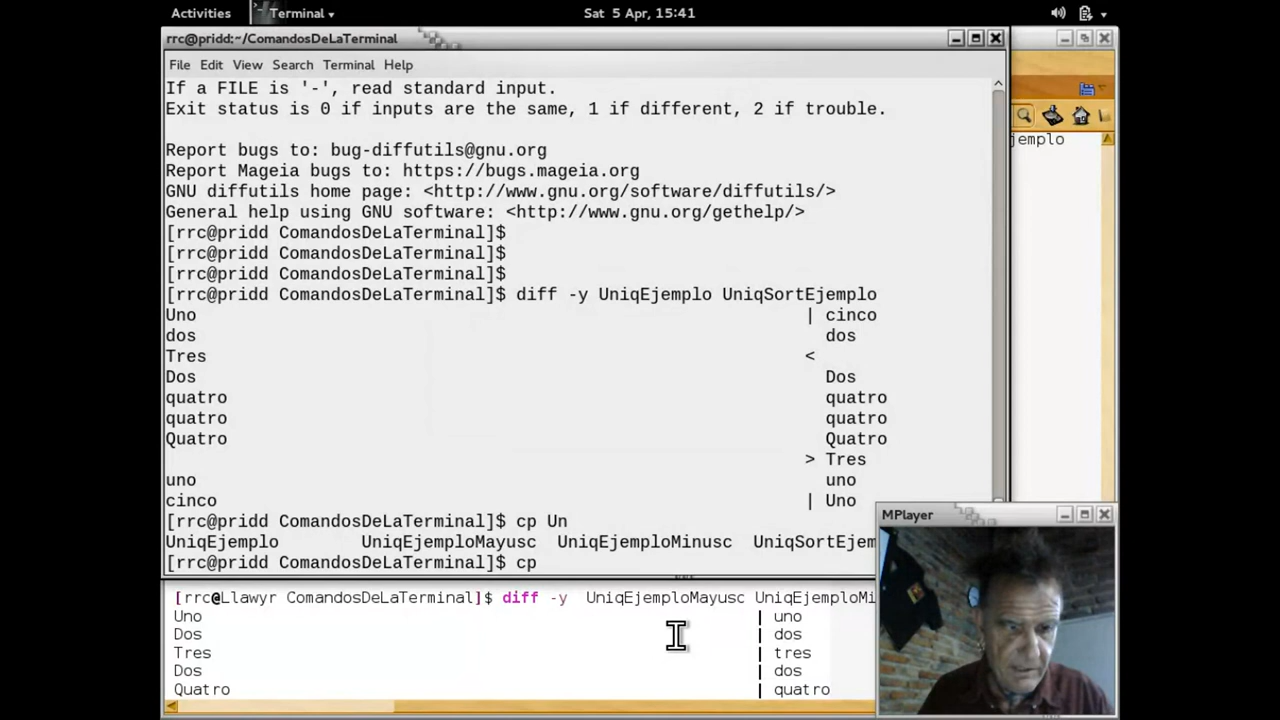 Activities Terminal Sat 5 Apr, 15:41
rrc@pridd:~/ComandosDeLaTerminal
File Edit View Search Terminal Help
If a FILE is '-', read standard input.
Exit status is 0 if inputs are the same, 1 if different, 2 if trouble.
Report bugs to: bug-diffutils@gnu.org
Report Mageia bugs to: https://bugs.mageia.org
GNU diffutils home page: <http://www.gnu.org/software/diffutils/>
General help using GNU software: <http://www.gnu.org/gethelp/>
[rrc@pridd ComandosDeLaTerminal]$
[rrc@pridd ComandosDeLaTerminal]$
[rrc@pridd ComandosDeLaTerminal]$
[rrc@pridd ComandosDeLaTerminal]$ diff -y UniqEjemplo UniqSortEjemplo
Uno | cinco
dos dos
Tres <
Dos Dos
quatro quatro
quatro quatro
Quatro Quatro
> Tres
uno uno
cinco | Uno
[rrc@pridd ComandosDeLaTerminal]$ cp Un
UniqEjemplo UniqEjemploMayusc UniqEjemploMinusc UniqSortEjem
[rrc@pridd ComandosDeLaTerminal]$ cp
jemplo
MPlayer
[rrc@Llawyr ComandosDeLaTerminal]$ diff -y UniqEjemploMayusc UniqEjemploMi
Uno | uno
Dos | dos
Tres | tres
Dos | dos
Quatro | quatro